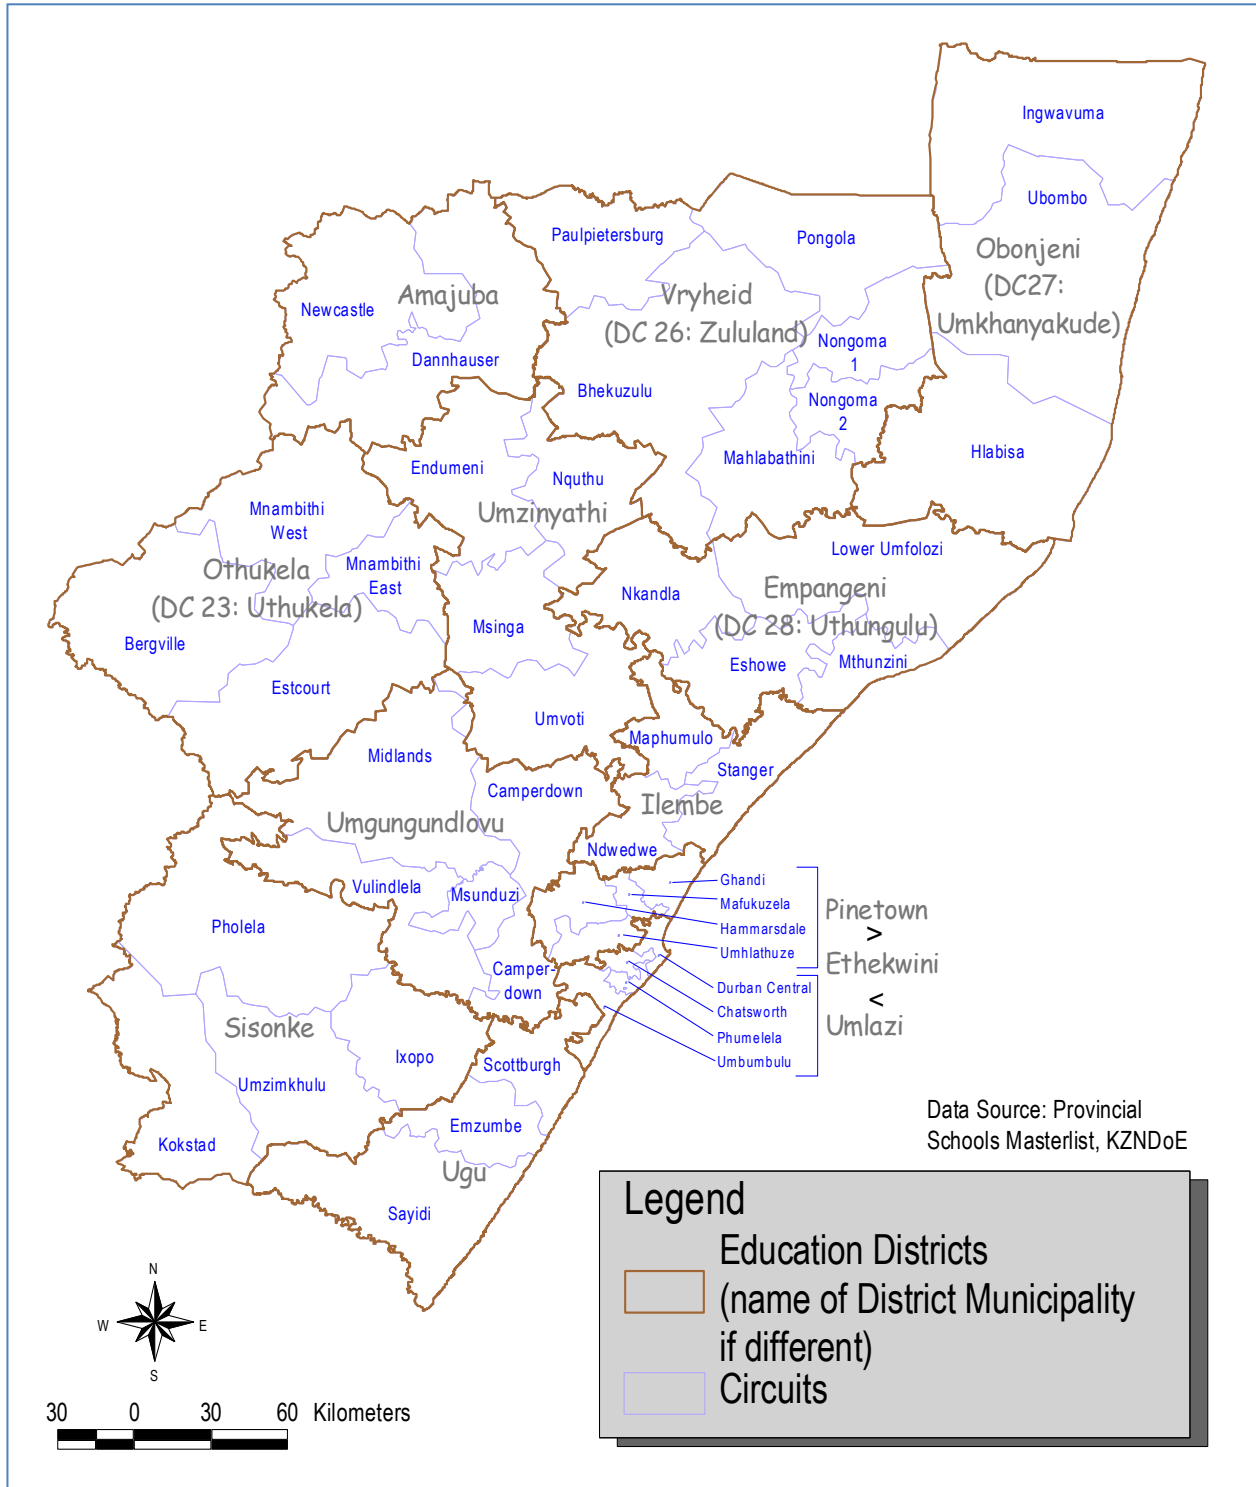 Ingwavuma
Ubombo
Paulpietersburg
Pongola
Obonjeni
(DC27:
Umkhanyakude)
Newcastle
Amajuba
Vryheid
(DC 26: Zululand)
Dannhauser
Nongoma
1
Bhekuzulu
Nongoma
2
Mahlabathini
Hlabisa
Endumeni
Nquthu
Umzinyathi
Mnambithi
West
Mnambithi
East
Othukela
(DC 23: Uthukela)
Lower Umfolozi
Nkandla
Empangeni
(DC 28: Uthungulu)
Msinga
Bergville
Eshowe
Mthunzini
Estcourt
Umvoti
Maphumulo
Midlands
Stanger
Camperdown
Ilembe
Umgungundlovu
Ndwedwe
Vulindlela
Msunduzi
Ghandi
Mafukuzela
Hammarsdale
Umhlathuze
Pinetown
>
Ethekwini
<
Umlazi
Durban Central
Chatsworth
Phumelela
Umbumbulu
Pholela
Camper-
down
Sisonke
Ixopo
Scottburgh
Umzimkhulu
Emzumbe
Kokstad
Ugu
Sayidi
Data Source: Provincial
Schools Masterlist, KZNDoE
Legend
Education Districts
(name of District Municipality
if different)
Circuits
N
W E
S
30 0 30 60 Kilometers